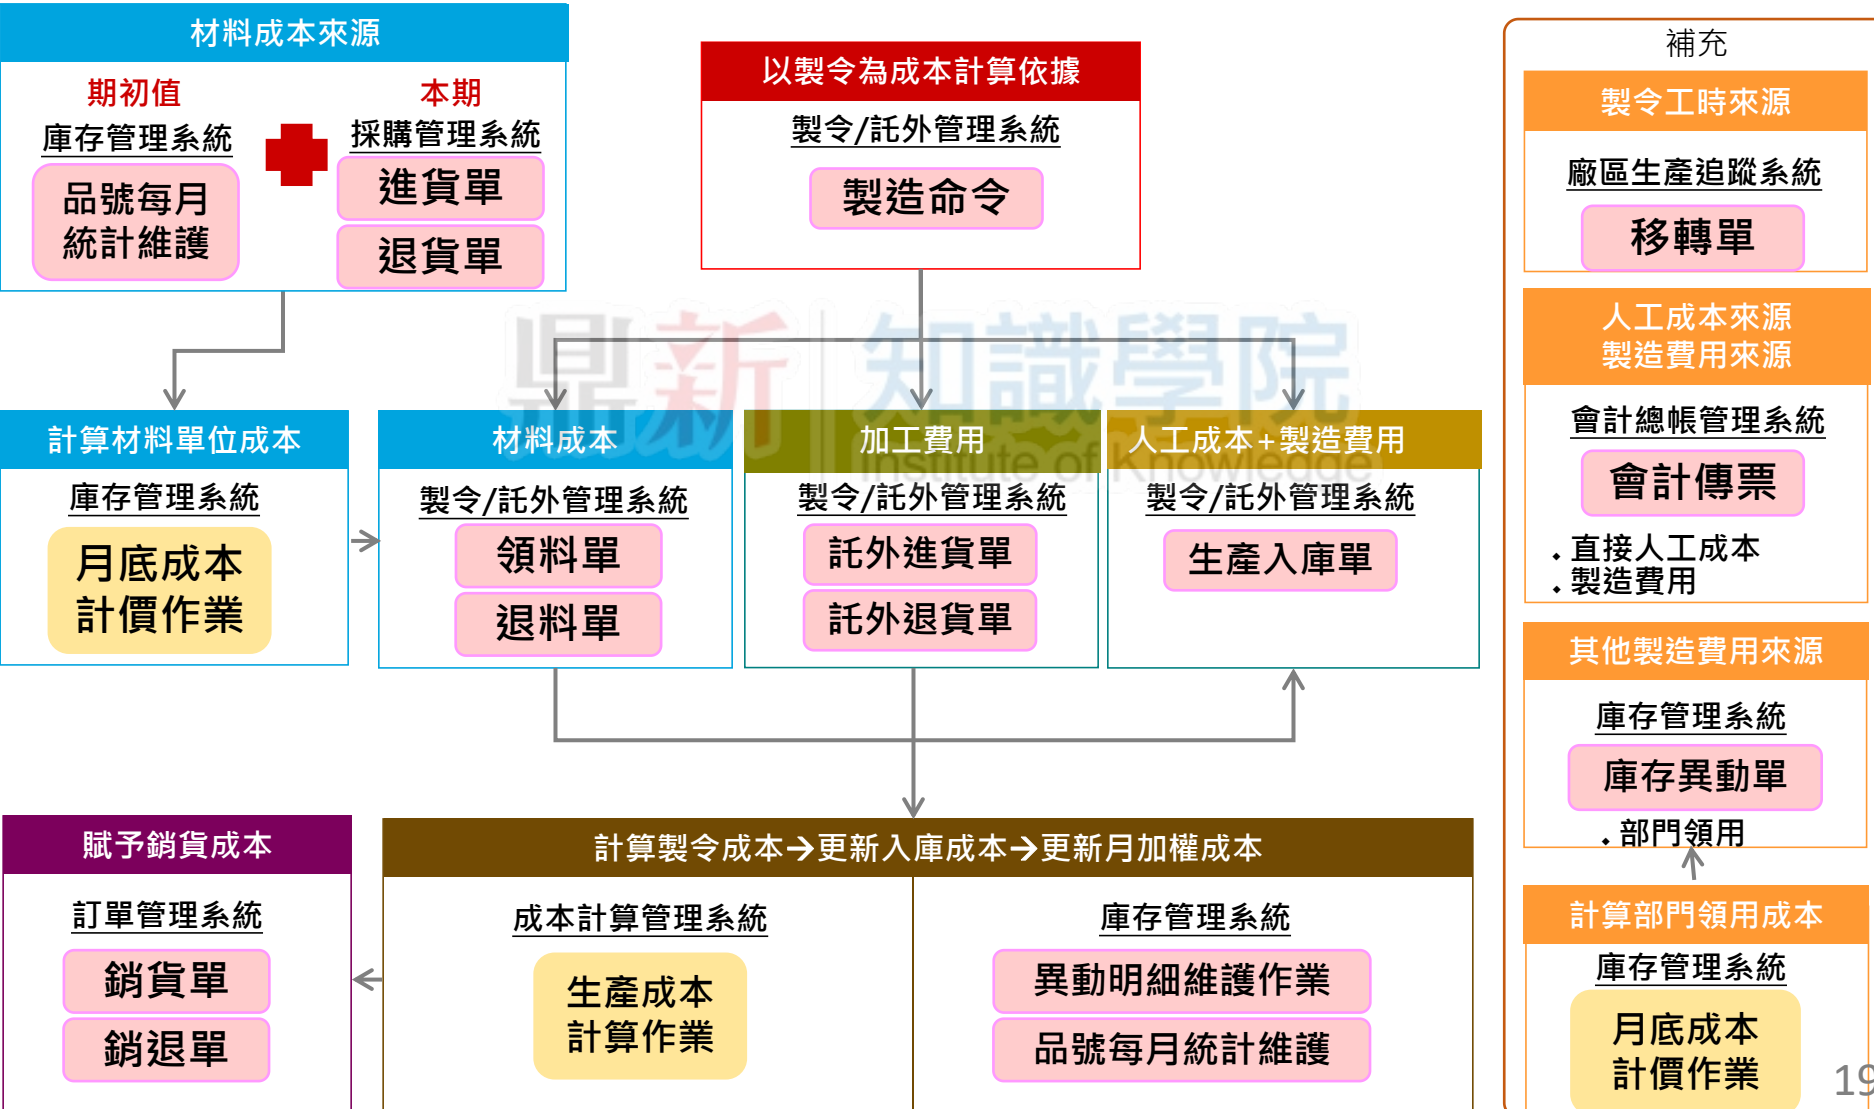 材料成本來源
期初值
庫存管理系統
品號每月
統計維護
本期
採購管理系統
進貨單
退貨單
以製令為成本計算依據
製令/託外管理系統
製造命令
鼎新 知識學院
Institute of Knowledge
計算材料單位成本
庫存管理系統
月底成本
計價作業
材料成本
製令/託外管理系統
領料單
退料單
加工費用
製令/託外管理系統
託外進貨單
託外退貨單
人工成本+製造費用
製令/託外管理系統
生產入庫單
賦予銷貨成本
訂單管理系統
銷貨單
銷退單
計算製令成本→更新入庫成本→更新月加權成本
成本計算管理系統
生產成本
計算作業
庫存管理系統
異動明細維護作業
品號每月統計維護
補充
製令工時來源
廠區生產追蹤系統
移轉單
人工成本來源
製造費用來源
會計總帳管理系統
會計傳票
⬩直接人工成本
⬩製造費用
其他製造費用來源
庫存管理系統
庫存異動單
⬩部門領用
計算部門領用成本
庫存管理系統
月底成本
計價作業
19